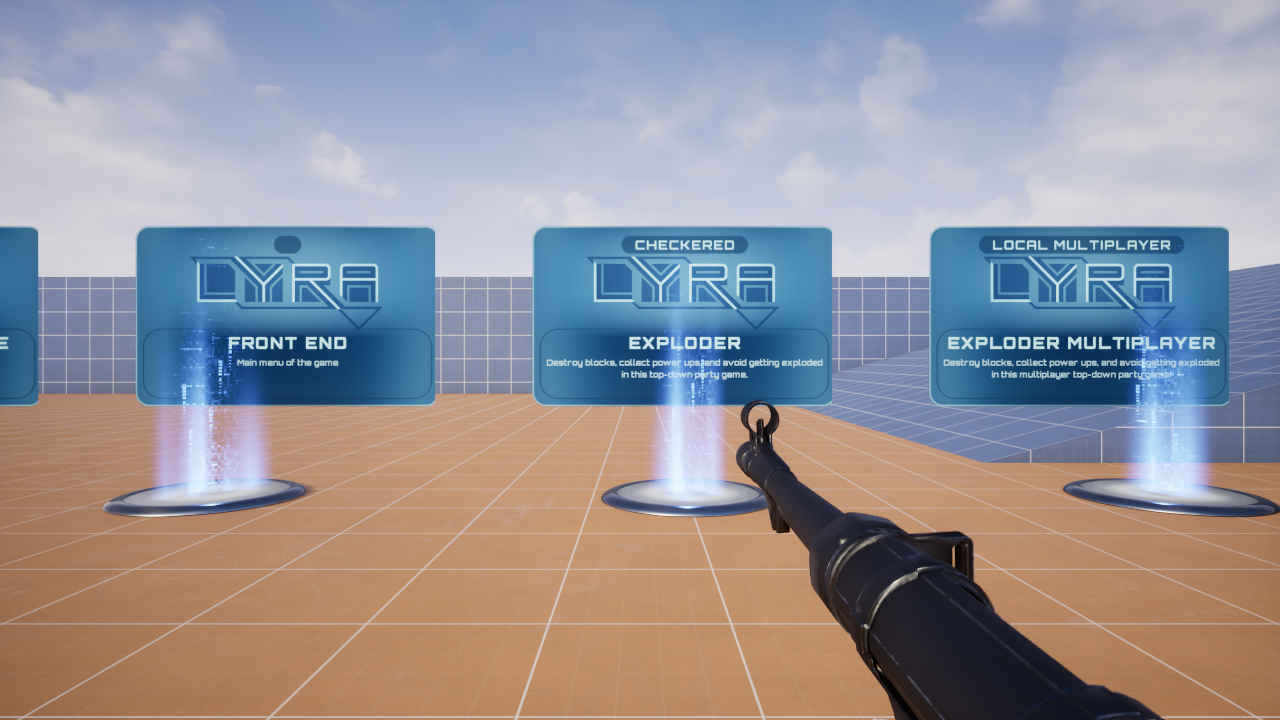 E
LYRA
FRONT END
Main menu of the game
CHECKERED
LYRA
EXPLODER
Destroy blocks, collect power ups, and avoid getting exploded
in this top-down party game.
LOCAL MULTIPLAYER
LYRA
EXPLODER MULTIPLAYER
Destroy blocks, collect power ups, and avoid getting exploded
in this multiplayer top-down party game.